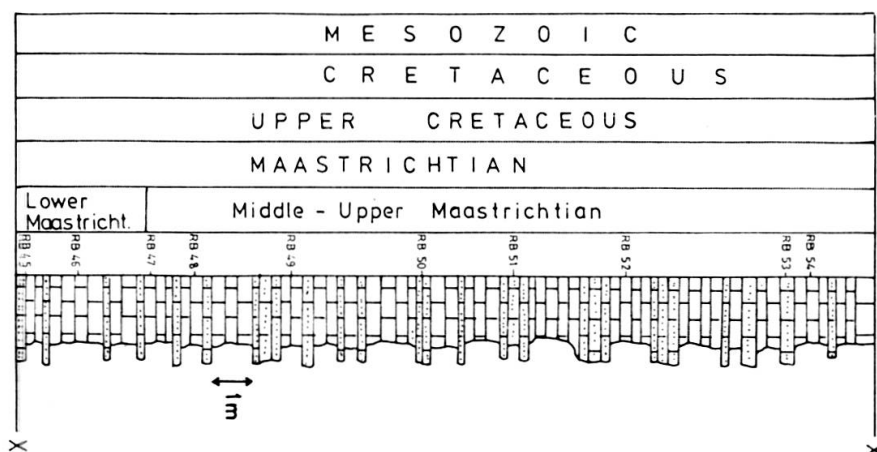 MESOZOIC
CRETACEOUS
UPPER CRETACEOUS
MAASTRICHTIAN
Lower
Maastricht.
Middle - Upper Maastrichtian
RB 45
RB 46
RB 47
RB 48
RB 49
RB 50
RB 51
RB 52
RB 53
RB 54
1m
X
X